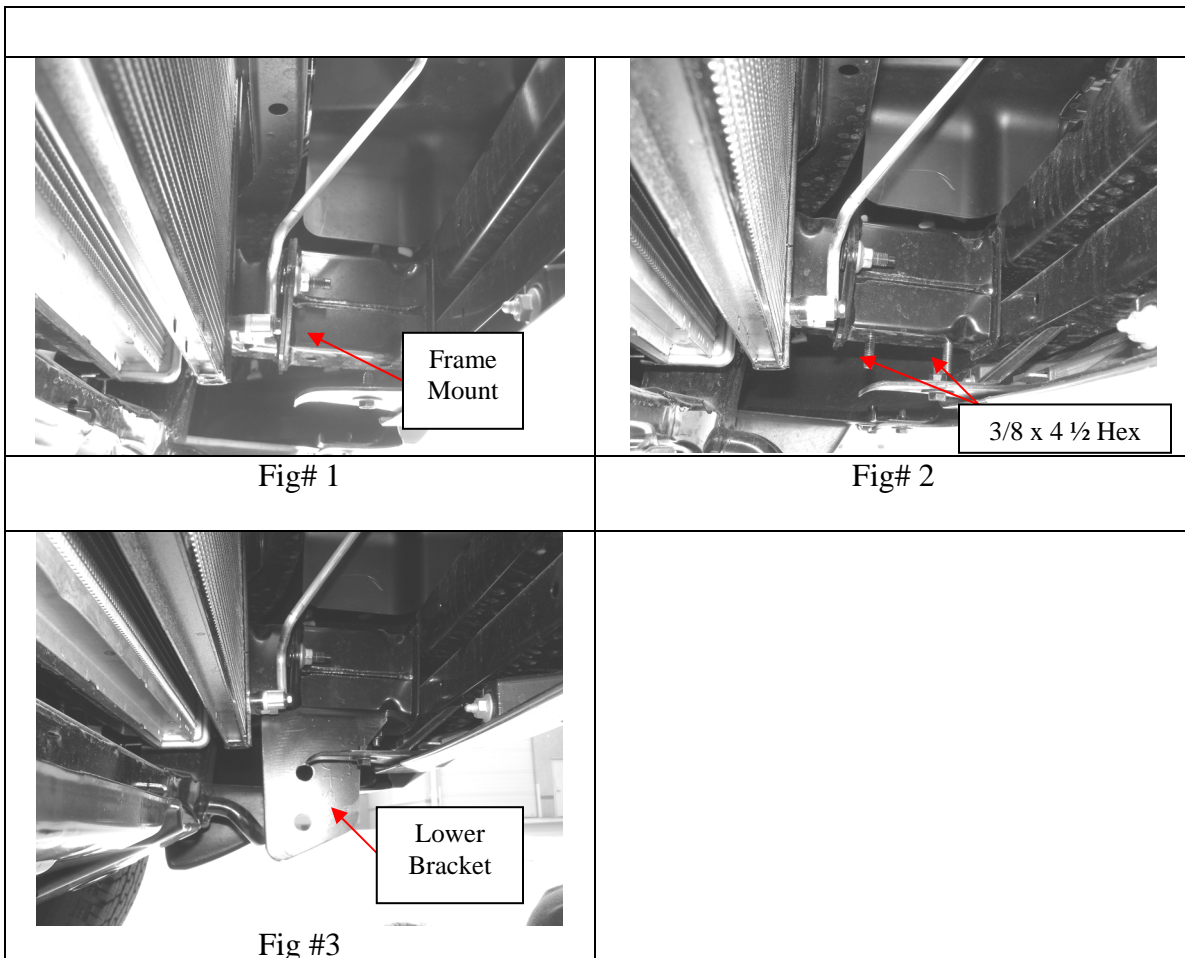 Frame
Mount
3/8 x 4 ½ Hex
Fig# 1
Fig# 2
Lower
Bracket
Fig #3